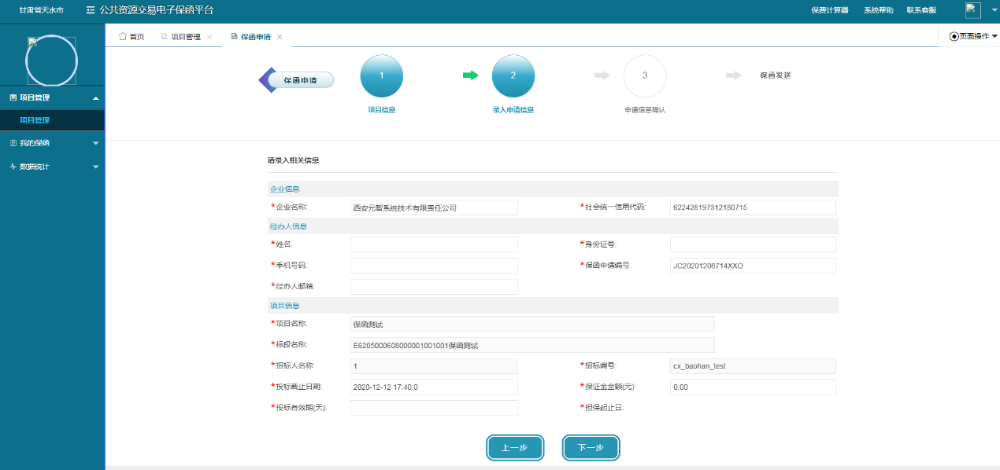 甘肃省天水市 公共资源交易电子保函平台 保费计算器 系统帮助 联系客服
首页 项目管理 × 保函申请 × 页面操作
项目管理
项目管理
我的保函
数据统计
保函申请 1 2 3 保函发送
项目信息 录入申请信息 申请信息确认
请录入相关信息
企业信息
*企业名称: 西安元智系统技术有限责任公司 *社会统一信用代码: 622428197312180715
经办人信息
*姓名: *身份证号:
*手机号码: *保函申请编号: JC20201208714XXO
*经办人邮箱:
项目信息
*项目名称: 保函测试
*标段名称: E6205000608000001001001保函测试
*招标人名称: 1 *招标编号: cx_baohan_test
*投标截止日期: 2020-12-12 17:40:0 *保证金金额(元): 0.00
*投标有效期(天): *担保起止日:
上一步 下一步